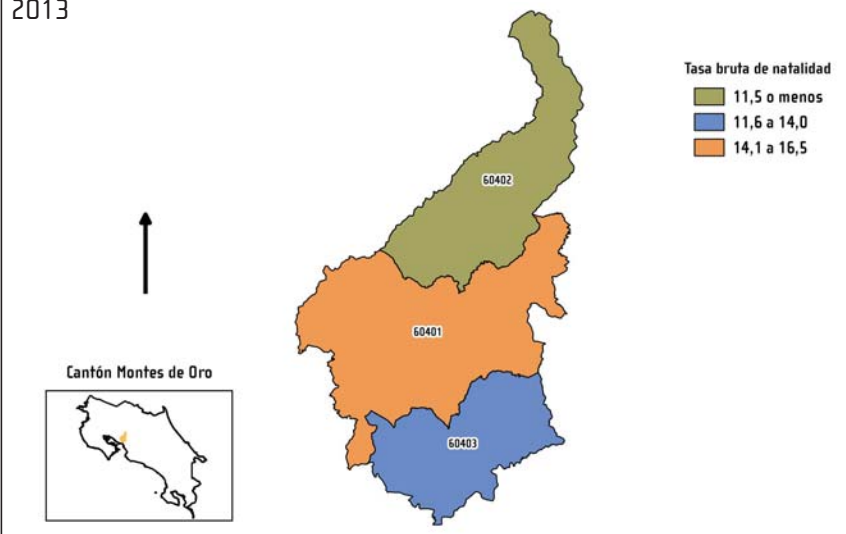 2013
Tasa bruta de natalidad
11,5 o menos
11,6 a 14,0
14,1 a 16,5
60402
60401
Cantón Montes de Oro
60403